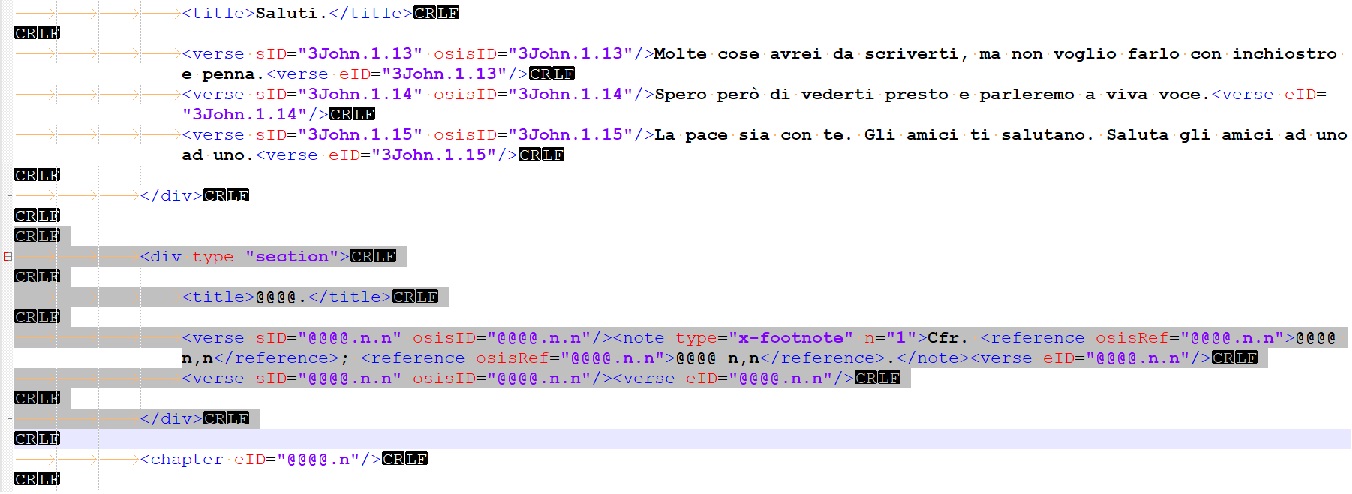 <title>Saluti.</title>CRLF
CRLF
<verse sID="3John.1.13" osisID="3John.1.13"/>Molte cose avrei da scriverti, ma non voglio farlo con inchiostro
e penna.<verse eID="3John.1.13"/>CRLF
<verse sID="3John.1.14" osisID="3John.1.14"/>Spero però di vederti presto e parleremo a viva voce.<verse eID=
"3John.1.14"/>CRLF
<verse sID="3John.1.15" osisID="3John.1.15"/>La pace sia con te. Gli amici ti salutano. Saluta gli amici ad uno
ad uno.<verse eID="3John.1.15"/>CRLF
CRLF
</div>CRLF
CRLF
CRLF
<div type "section">CRLF
CRLF
<title>@@@@.</title>CRLF
CRLF
<verse sID="@@@@.n.n" osisID="@@@@.n.n"/><note type="x-footnote" n="1">Cfr. <reference osisRef="@@@@.n.n">@@@@
n,n</reference>; <reference osisRef="@@@@.n.n">@@@@ n,n</reference>.</note><verse eID="@@@@.n.n"/>CRLF
<verse sID="@@@@.n.n" osisID="@@@@.n.n"/><verse eID="@@@@.n.n"/>CRLF
CRLF
</div>CRLF
CRLF
<chapter eID="@@@@.n"/>CRLF
CRLF